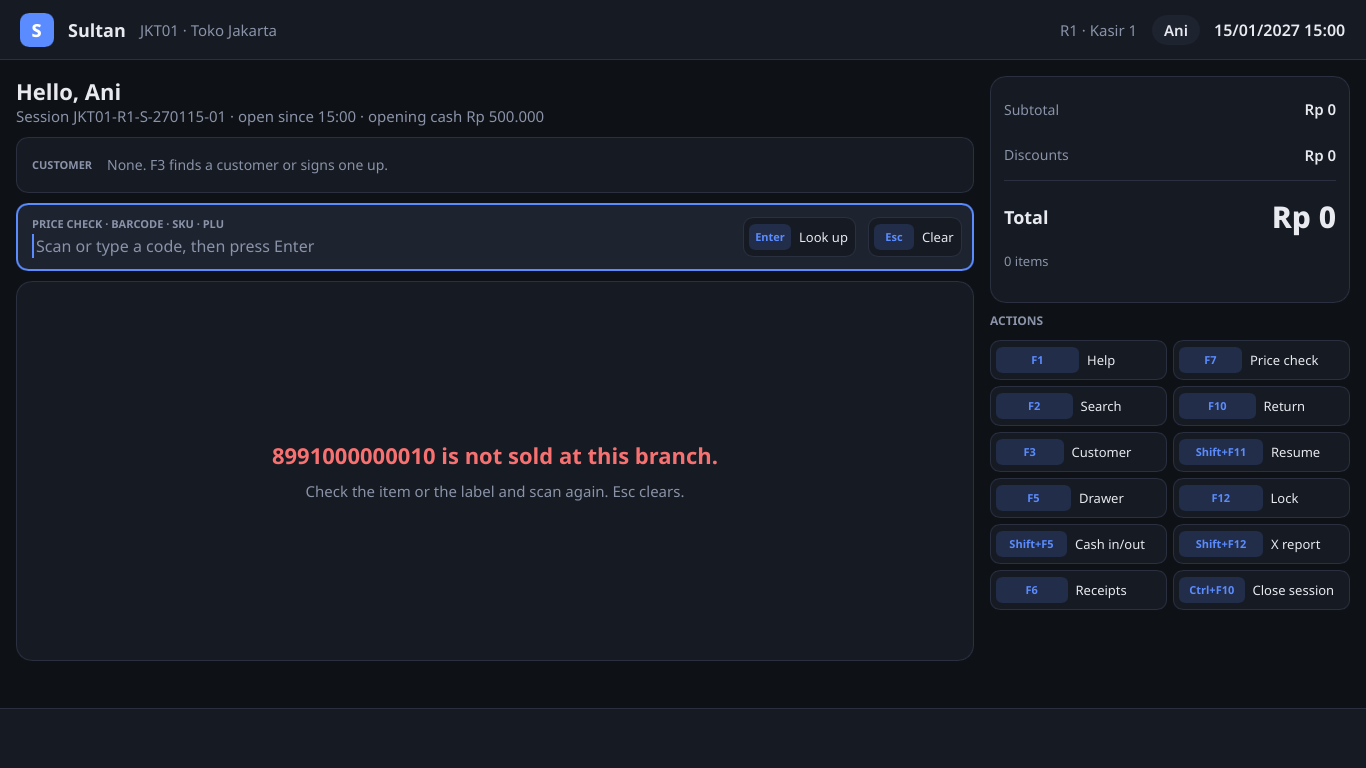 S Sultan JKT01 · Toko Jakarta R1 · Kasir 1 Ani 15/01/2027 15:00
Hello, Ani
Session JKT01-R1-S-270115-01 · open since 15:00 · opening cash Rp 500.000
CUSTOMER None. F3 finds a customer or signs one up.
PRICE CHECK · BARCODE · SKU · PLU
Scan or type a code, then press Enter
Enter Look up
Esc Clear
8991000000010 is not sold at this branch.
Check the item or the label and scan again. Esc clears.
Subtotal Rp 0
Discounts Rp 0
Total Rp 0
0 items
ACTIONS
F1 Help
F7 Price check
F2 Search
F10 Return
F3 Customer
Shift+F11 Resume
F5 Drawer
F12 Lock
Shift+F5 Cash in/out
Shift+F12 X report
F6 Receipts
Ctrl+F10 Close session